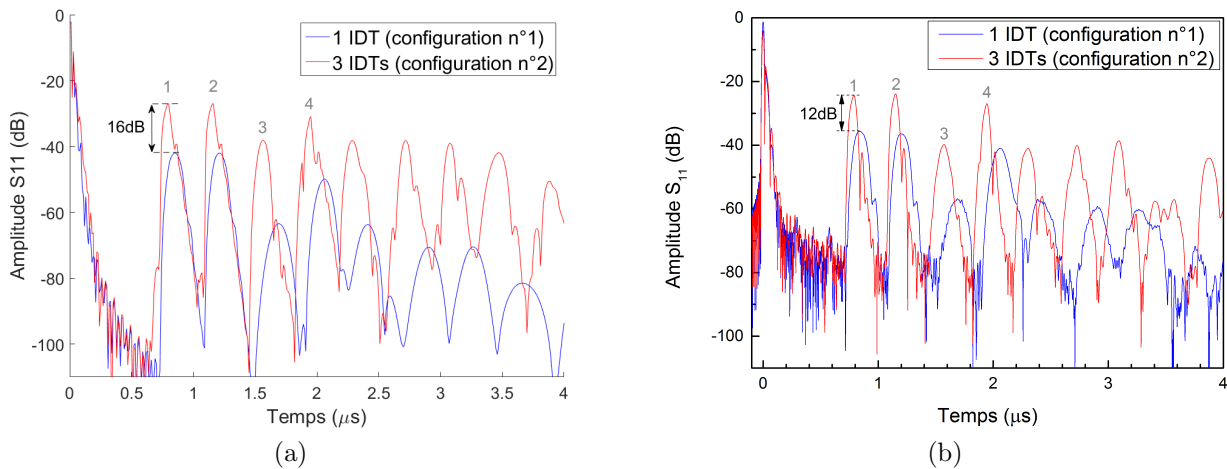 1 IDT (configuration n°1)
3 IDTs (configuration n°2)
1
2
3
4
16dB
0
-20
-40
-60
-80
-100
Amplitude S11 (dB)
0
0.5
1
1.5
2
2.5
3
3.5
4
Temps (μs)
(a)
1 IDT (configuration n°1)
3 IDTs (configuration n°2)
1
2
3
4
12dB
0
-20
-40
-60
-80
-100
Amplitude S11 (dB)
0
1
2
3
4
Temps (μs)
(b)